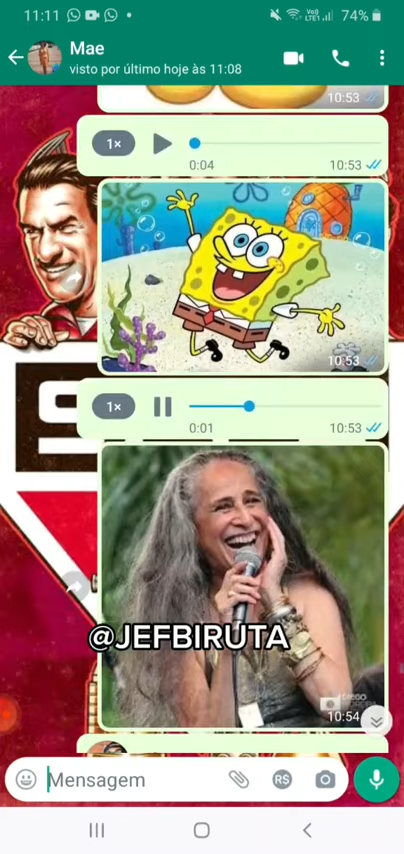 11:11
74%
Mae
visto por último hoje às 11:08
10:53
1×
0:04
10:53
10:53
1×
0:01
10:53
@JEFBIRUTA
10:54
Mensagem
R$